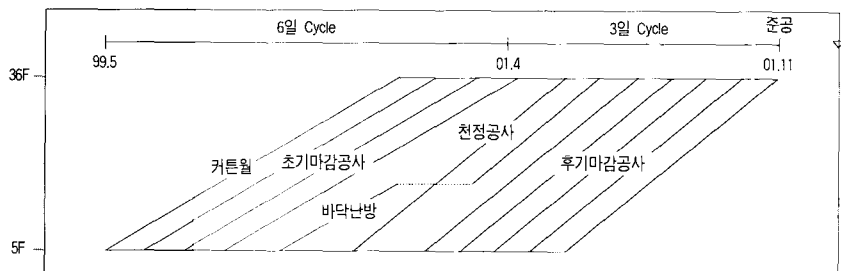 6일 Cycle
3일 Cycle
준공
99.5
01.4
01.11
36F
천정공사
커튼월
초기마감공사
후기마감공사
바닥난방
5F